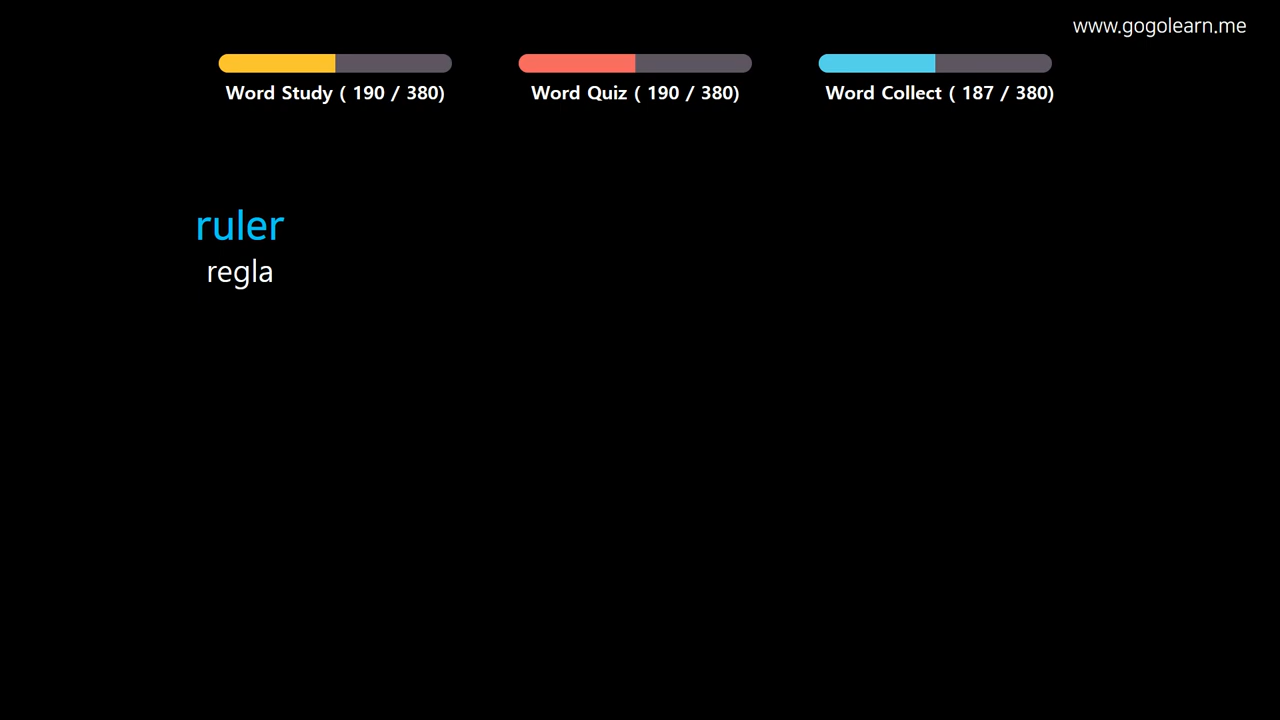 www.gogolearn.me
Word Study ( 190 / 380)
Word Quiz ( 190 / 380)
Word Collect ( 187 / 380)
ruler
regla